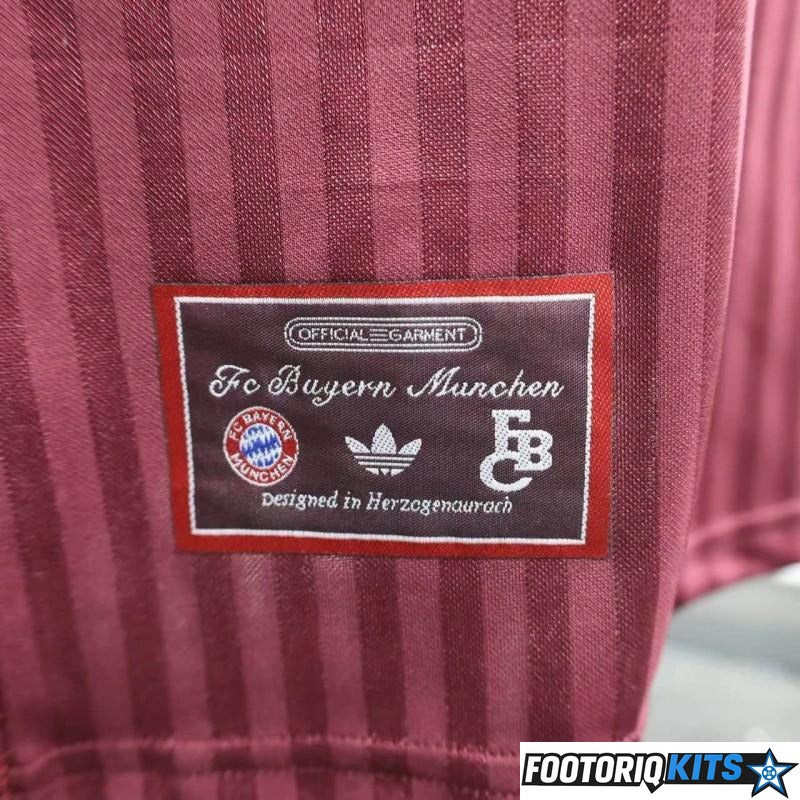 OFFICIAL GARMENT
Fc Bayern Munchen
FC BAYERN
MÜNCHEN
FBC
Designed in Herzogenaurach
FOOTORIQKITS